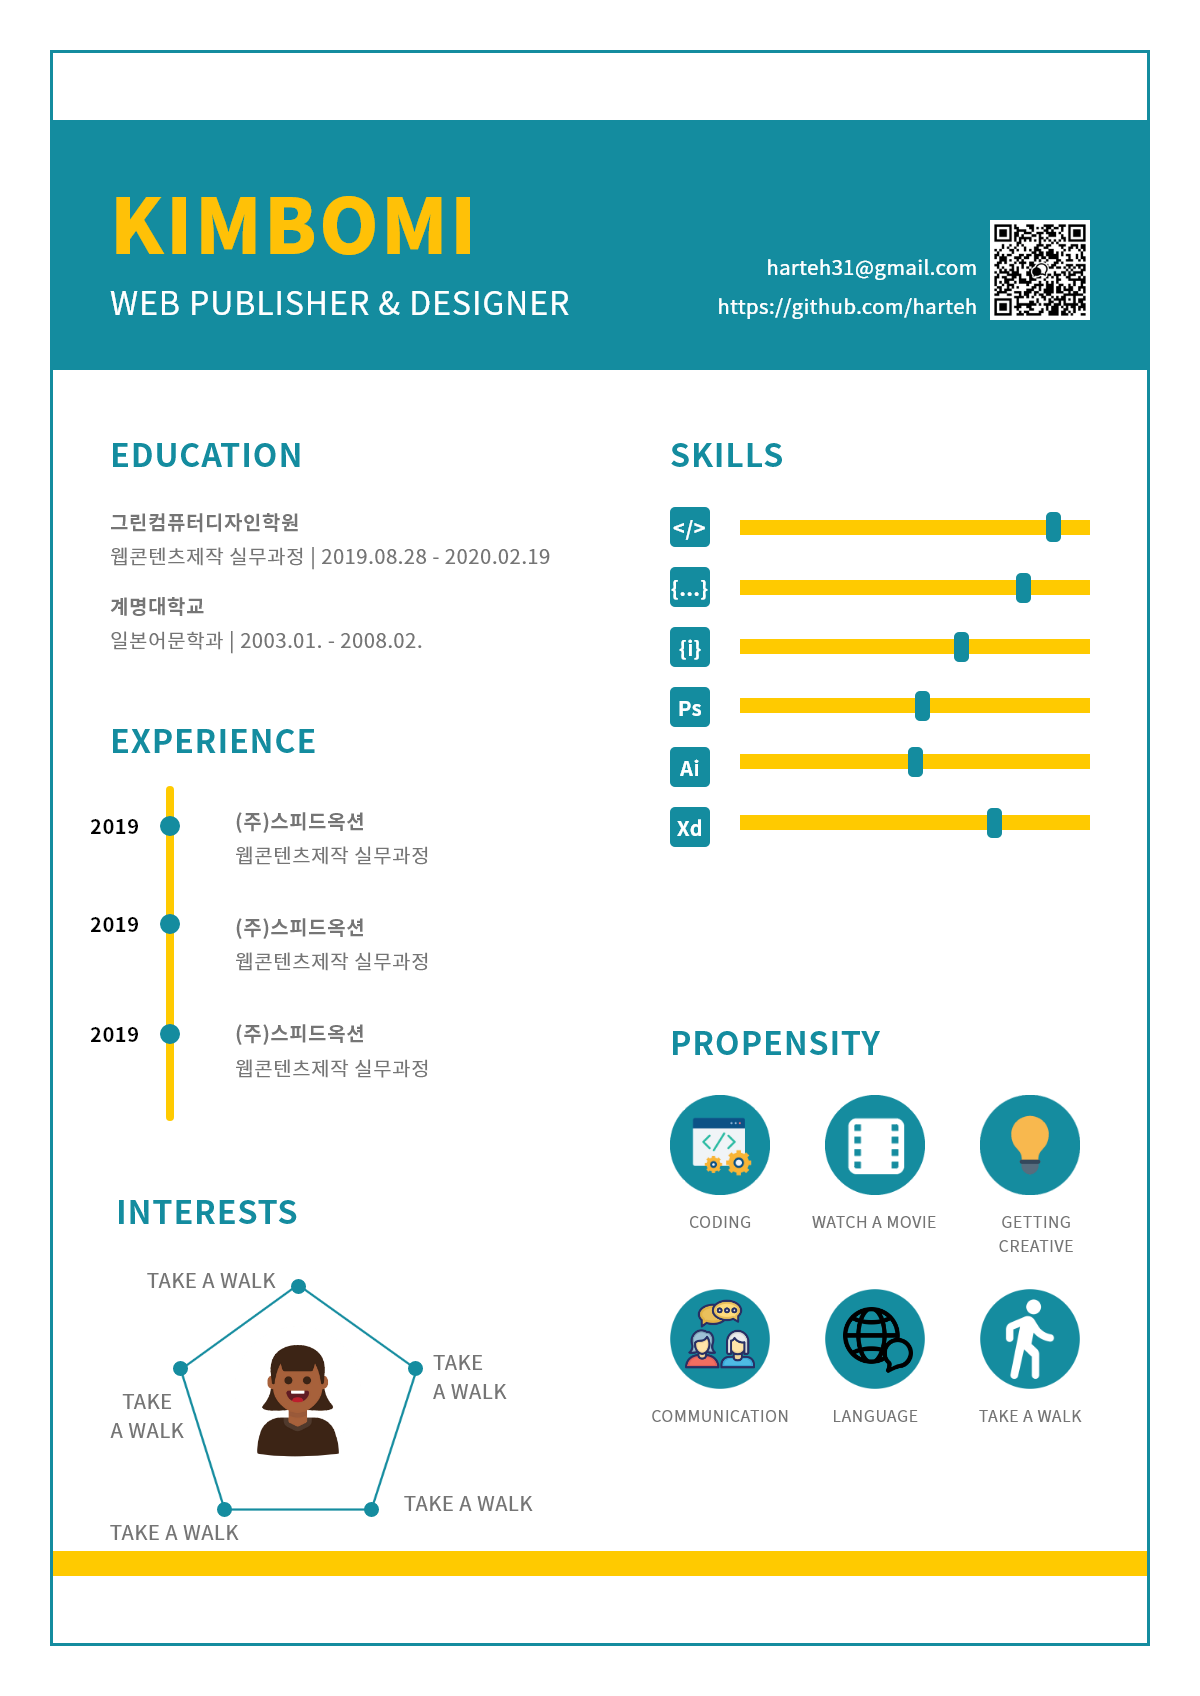 KIMBOMI
WEB PUBLISHER & DESIGNER
harteh31@gmail.com
https://github.com/harteh
EDUCATION
그린컴퓨터디자인학원
웹콘텐츠제작 실무과정 | 2019.08.28 - 2020.02.19
계명대학교
일본어문학과 | 2003.01. - 2008.02.
EXPERIENCE
2019
(주)스피드옥션
웹콘텐츠제작 실무과정
2019
(주)스피드옥션
웹콘텐츠제작 실무과정
2019
(주)스피드옥션
웹콘텐츠제작 실무과정
INTERESTS
TAKE A WALK
TAKE
A WALK
TAKE
A WALK
TAKE A WALK
TAKE A WALK
SKILLS
</>
{...}
{i}
Ps
Ai
Xd
PROPENSITY
CODING
WATCH A MOVIE
GETTING
CREATIVE
COMMUNICATION
LANGUAGE
TAKE A WALK